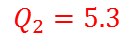 Q₂ = 5.3